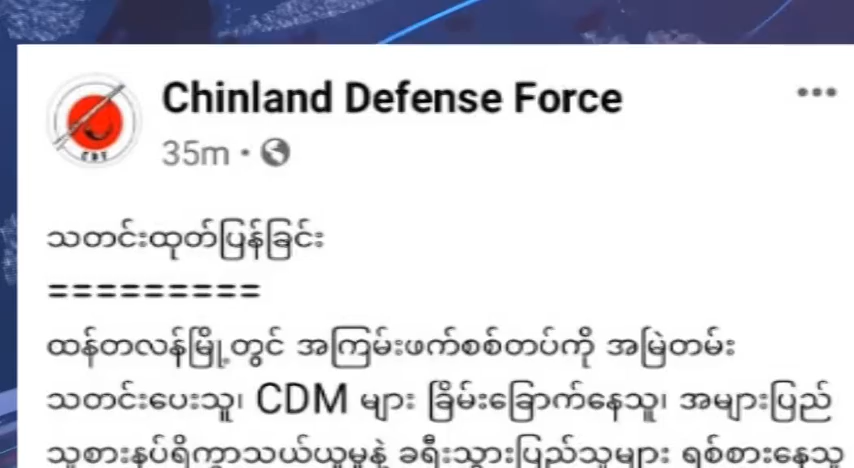 Chinland Defense Force
35m
CDF
သတင်းထုတ်ပြန်ခြင်း
=========
ထန်တလန်မြို့တွင် အကြမ်းဖက်စစ်တပ်ကို အမြဲတမ်း
သတင်းပေးသူ၊ CDM များ ခြိမ်းခြောက်နေသူ၊ အများပြည်
သူစားနပ်ရိက္ခာသယ်ယူမှုနဲ့ ခရီးသွားပြည်သူများ ရစ်စားနေသူ